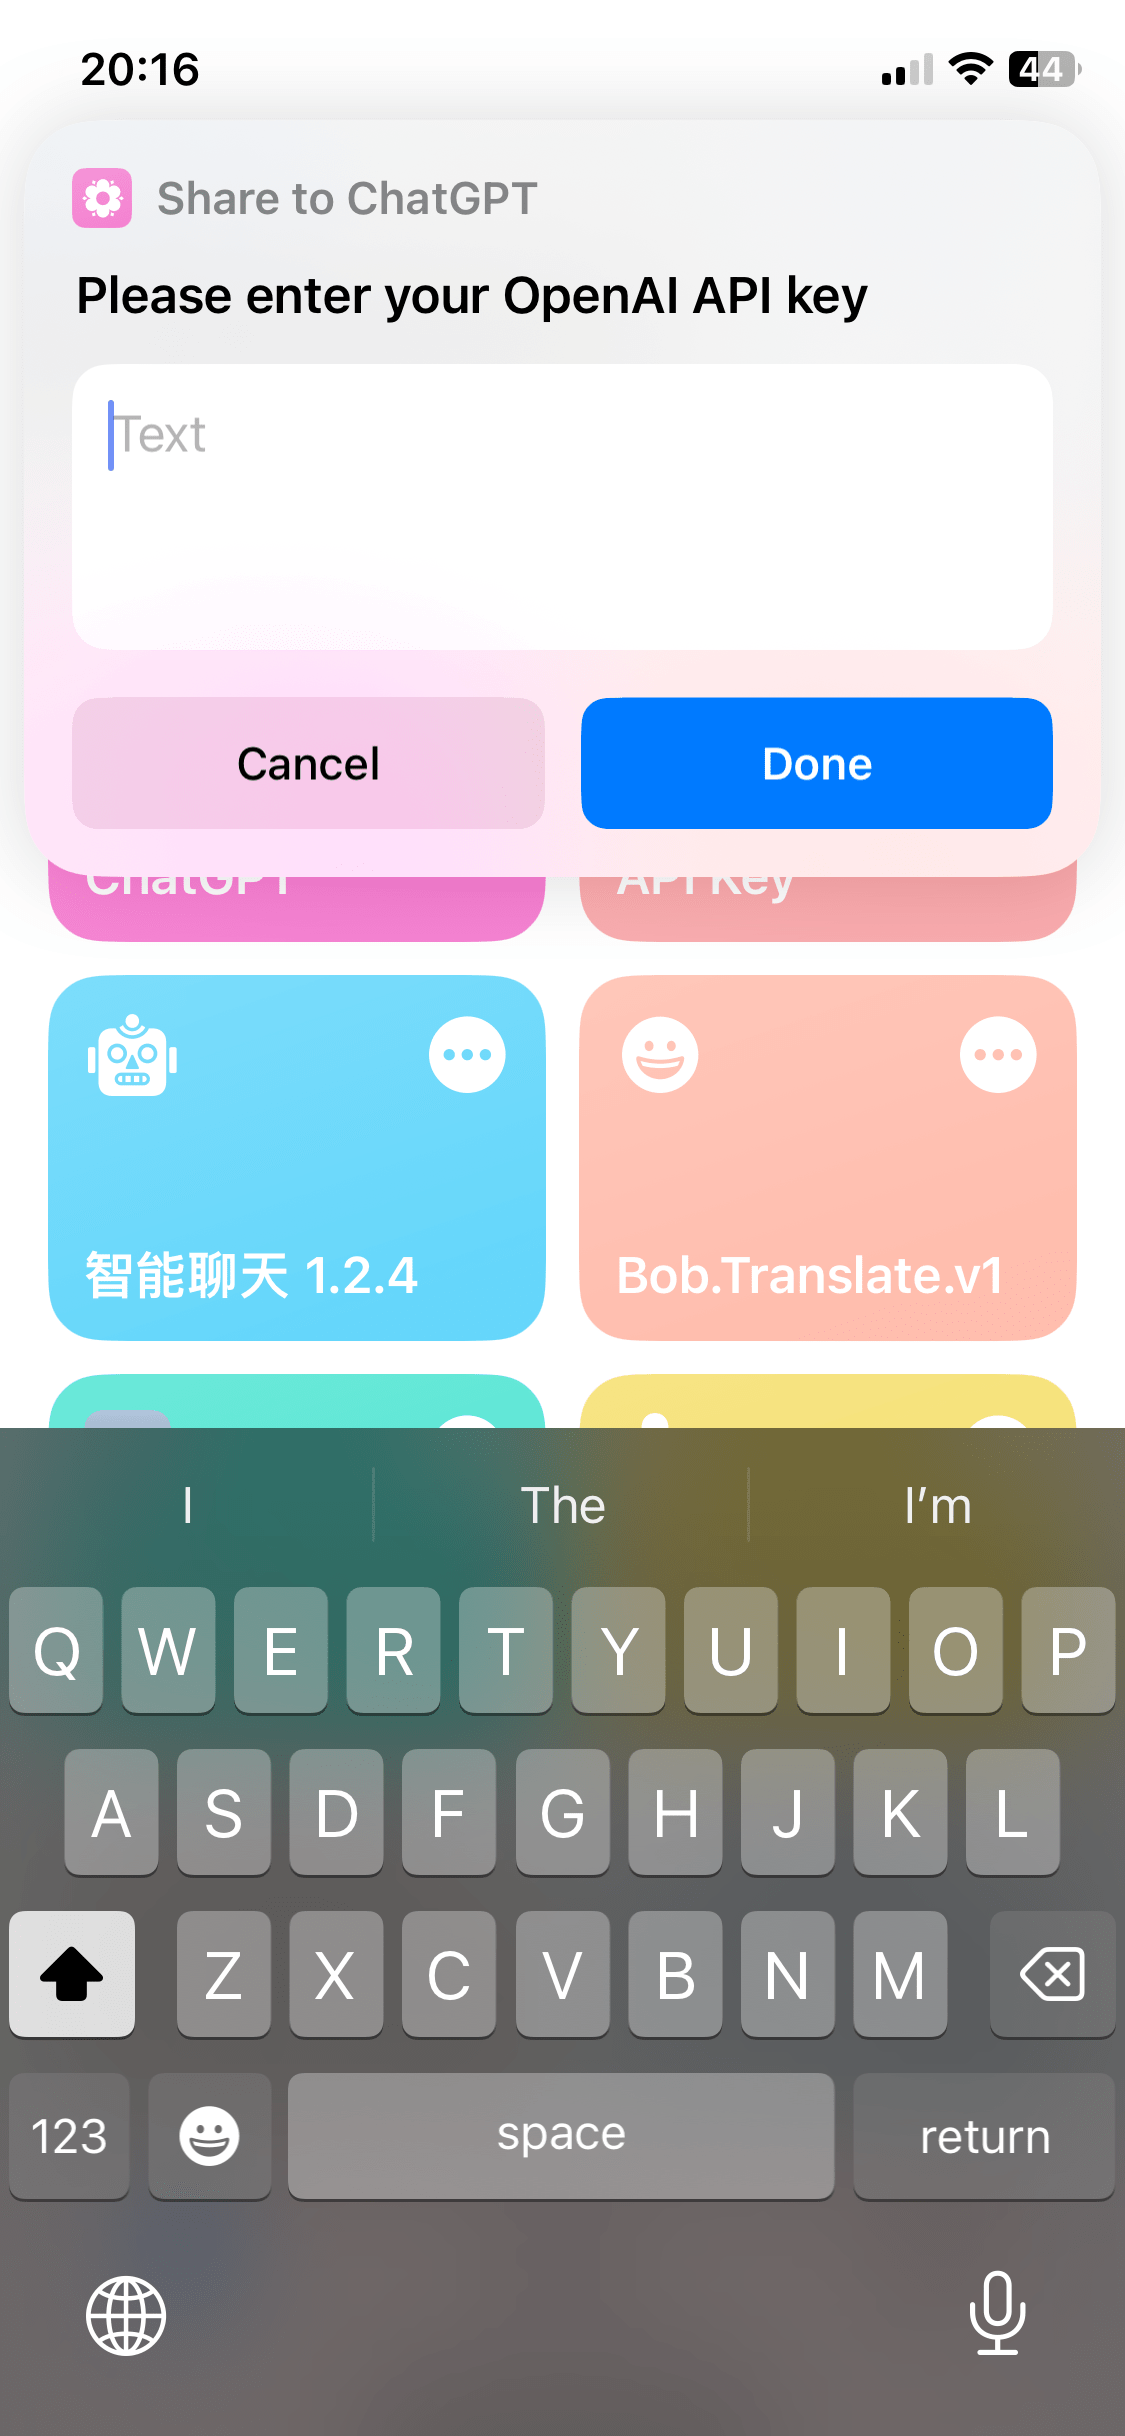 20:16
44
Share to ChatGPT
Please enter your OpenAI API key
Text
Cancel
Done
ChatGPT
API Key
智能聊天 1.2.4
Bob.Translate.v1
I
The
I’m
Q W E R T Y U I O P
A S D F G H J K L
Z X C V B N M
123
space
return